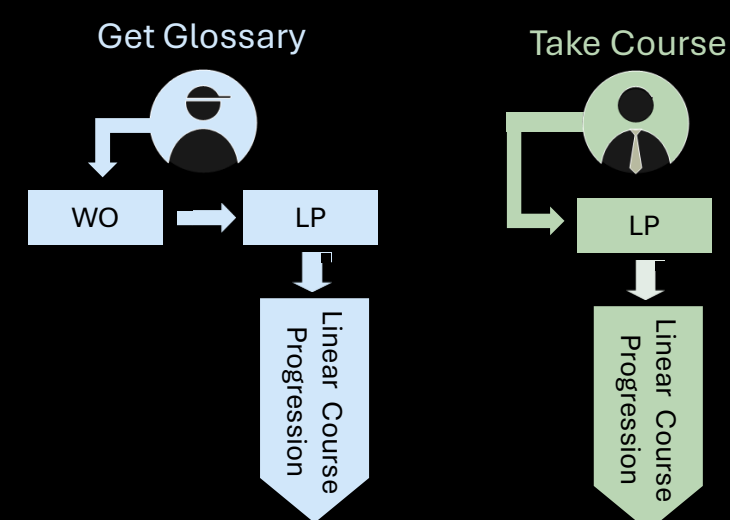 Get Glossary
Take Course
WO
LP
LP
Linear Course
Progression
Linear Course
Progression